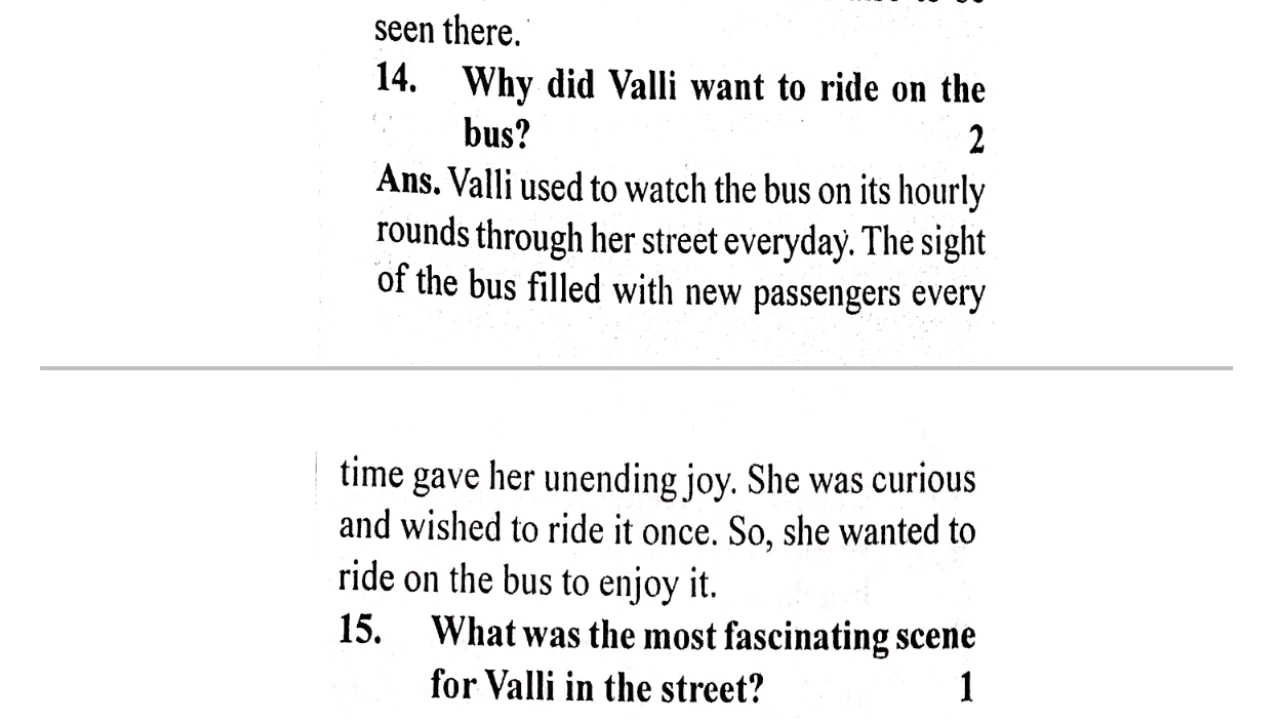 seen there.
14. Why did Valli want to ride on the
bus? 2
Ans. Valli used to watch the bus on its hourly
rounds through her street everyday. The sight
of the bus filled with new passengers every
time gave her unending joy. She was curious
and wished to ride it once. So, she wanted to
ride on the bus to enjoy it.
15. What was the most fascinating scene
for Valli in the street? 1